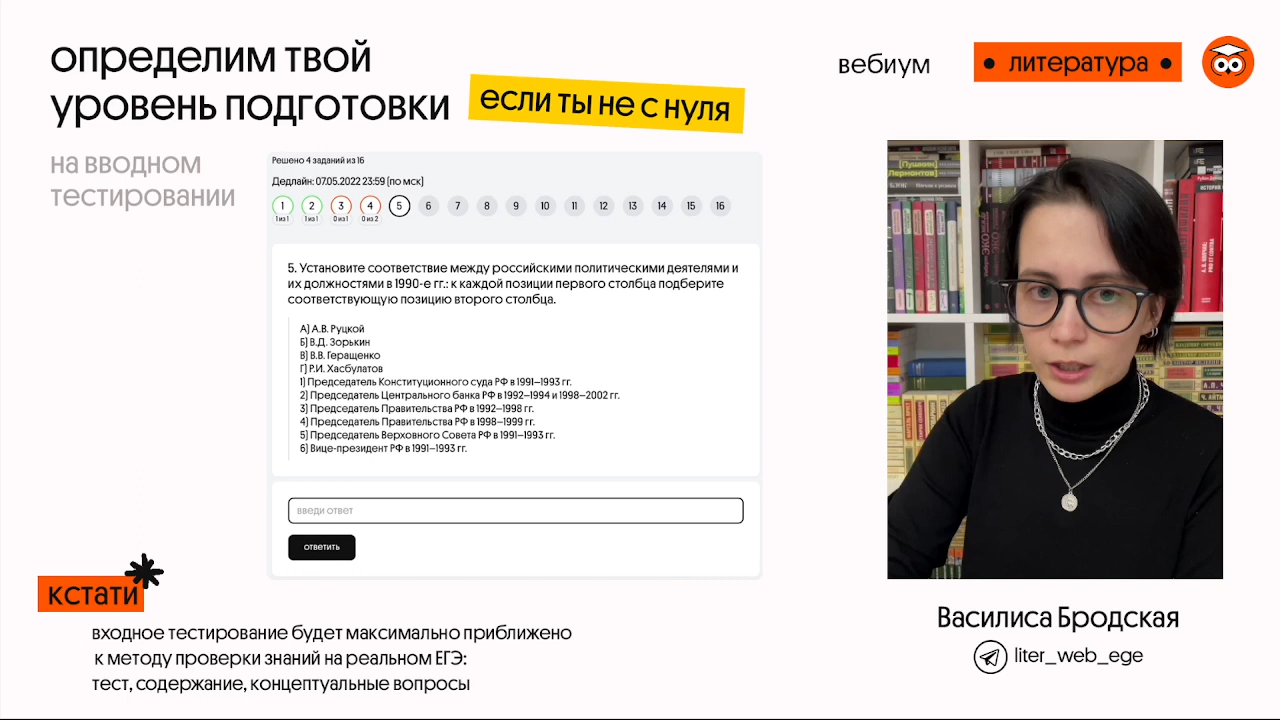 определим твой
уровень подготовки
если ты не с нуля
вебиум
• литература •
на вводном
тестировании
Решено 4 заданий из 16
Дедлайн: 07.05.2022 23:59 (по мск)
1 2 3 4 5 6 7 8 9 10 11 12 13 14 15 16
1 из 1 1 из 1 0 из 1 0 из 2
5. Установите соответствие между российскими политическими деятелями и
их должностями в 1990-е гг.: к каждой позиции первого столбца подберите
соответствующую позицию второго столбца.
А) А.В. Руцкой
Б) В.Д. Зорькин
В) В.В. Геращенко
Г) Р.И. Хасбулатов
1) Председатель Конституционного суда РФ в 1991–1993 гг.
2) Председатель Центрального банка РФ в 1992–1994 и 1998–2002 гг.
3) Председатель Правительства РФ в 1992–1998 гг.
4) Председатель Правительства РФ в 1998–1999 гг.
5) Председатель Верховного Совета РФ в 1991–1993 гг.
6) Вице-президент РФ в 1991–1993 гг.
введи ответ
ответить
кстати
входное тестирование будет максимально приближено
к методу проверки знаний на реальном ЕГЭ:
тест, содержание, концептуальные вопросы
Пушкин
Лермонтов
Василиса Бродская
liter_web_ege